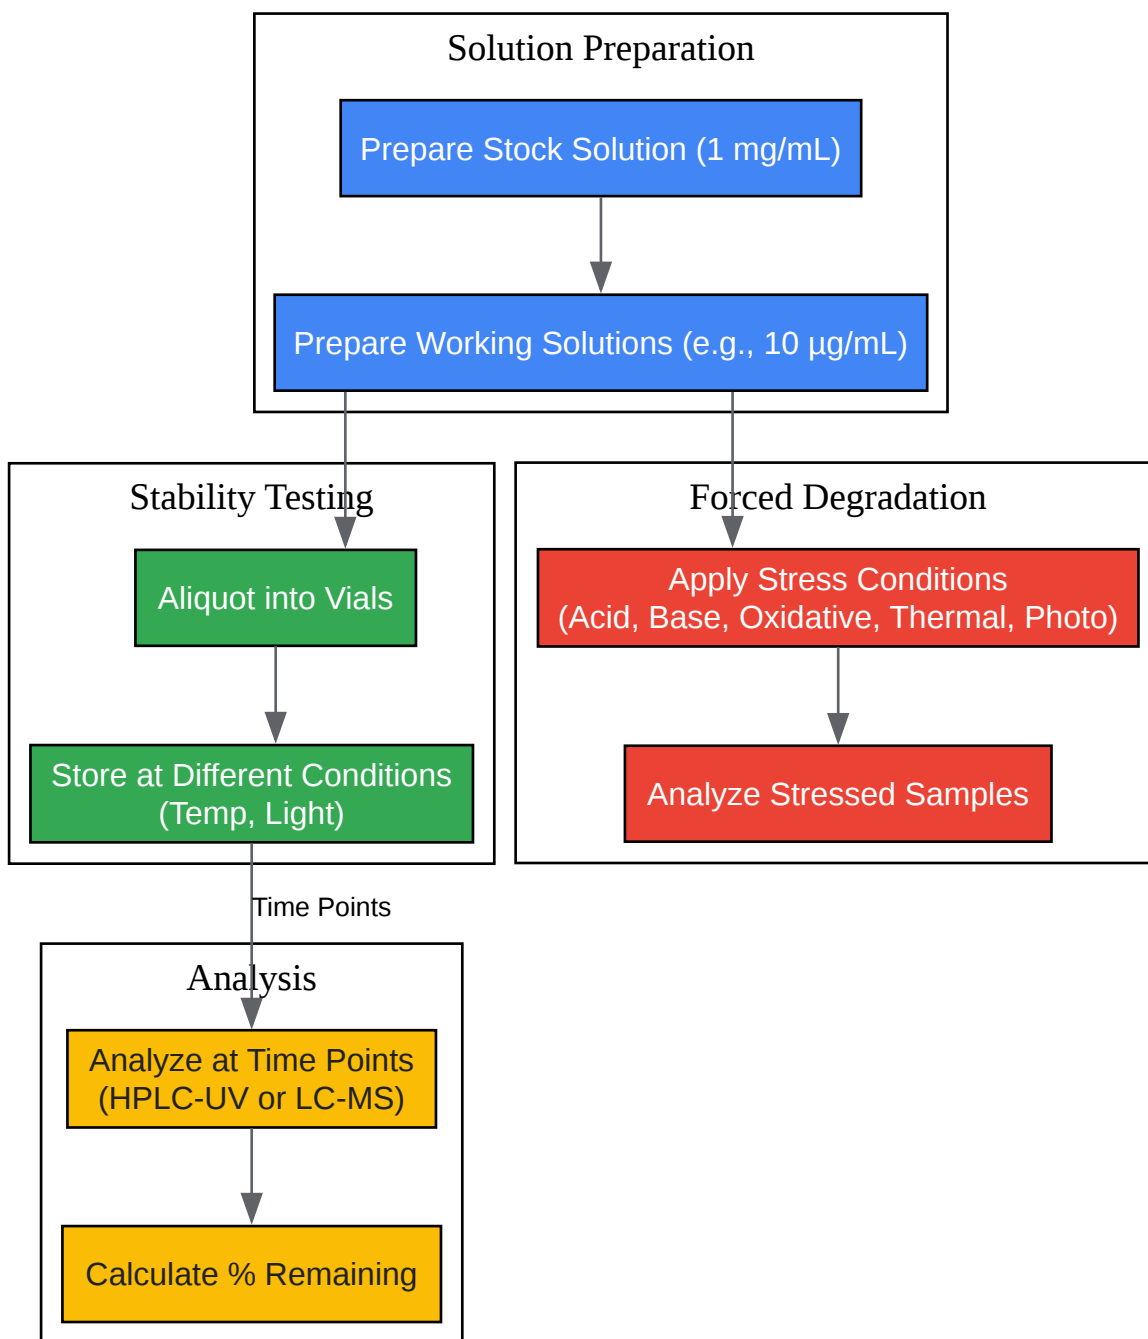 Solution Preparation
Prepare Stock Solution (1 mg/mL)
Prepare Working Solutions (e.g., 10 µg/mL)
Stability Testing
Aliquot into Vials
Store at Different Conditions
(Temp, Light)
Forced Degradation
Apply Stress Conditions
(Acid, Base, Oxidative, Thermal, Photo)
Analyze Stressed Samples
Time Points
Analysis
Analyze at Time Points
(HPLC-UV or LC-MS)
Calculate % Remaining